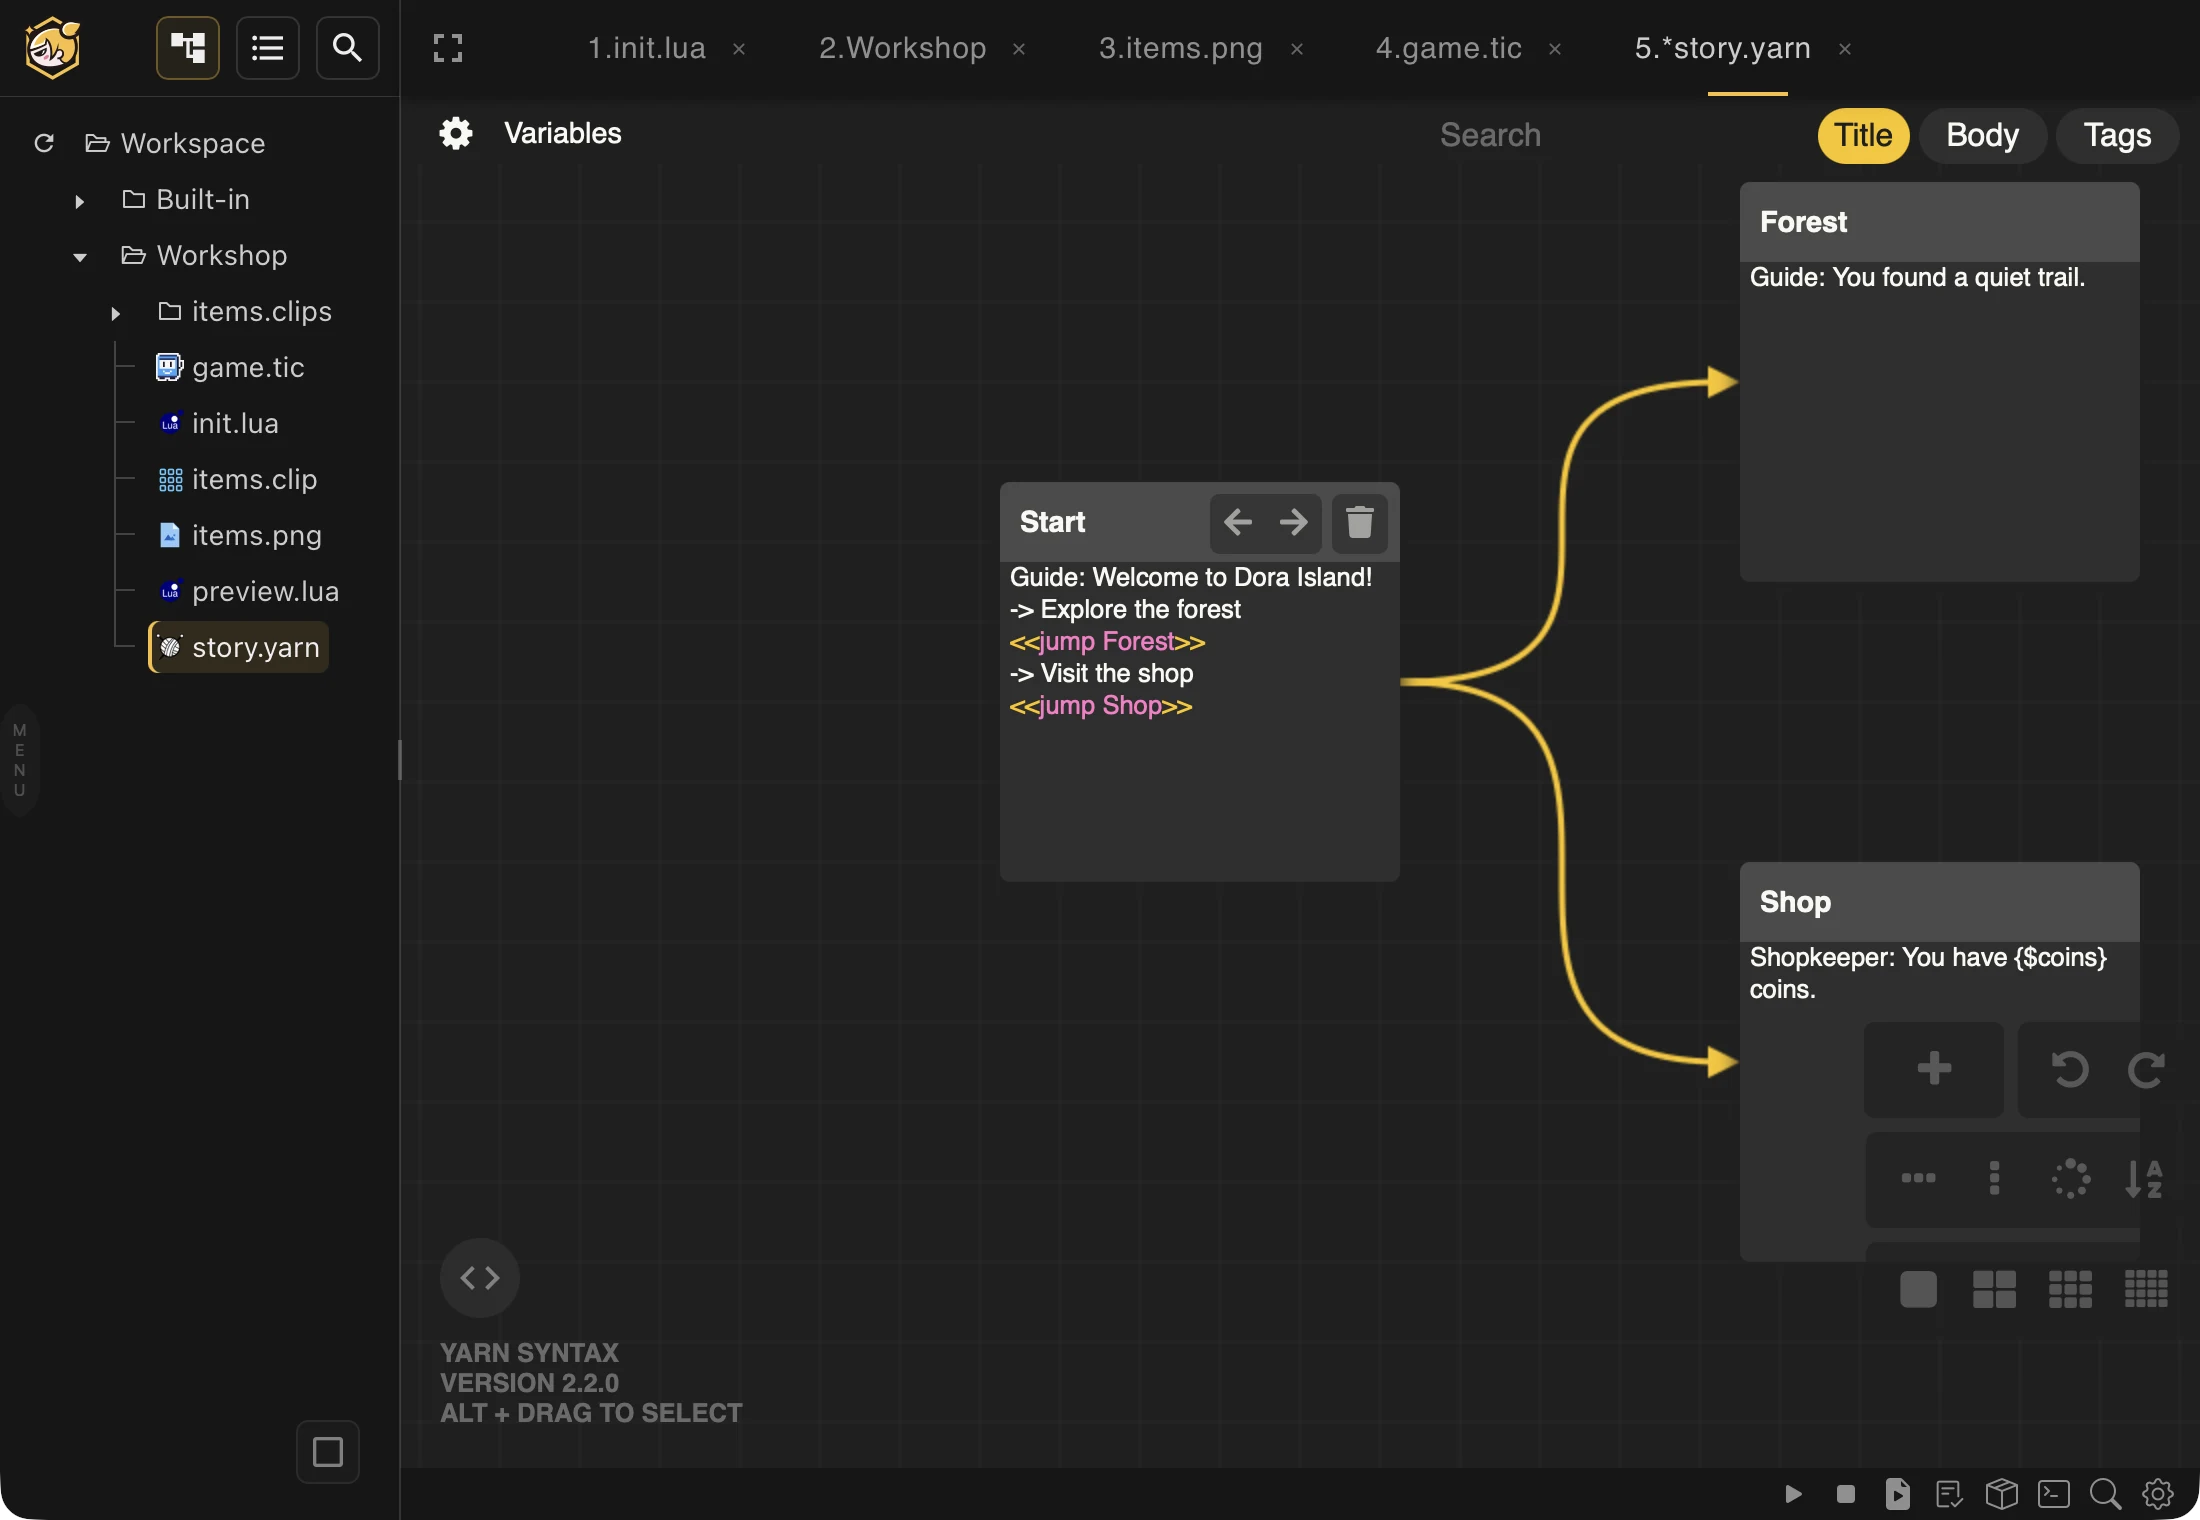 1.init.lua
2.Workshop
3.items.png
4.game.tic
5.*story.yarn
Workspace
Built-in
Workshop
items.clips
game.tic
init.lua
items.clip
items.png
preview.lua
story.yarn
MENU
Variables
Search
Title
Body
Tags
Forest
Guide: You found a quiet trail.
Start
Guide: Welcome to Dora Island!
-> Explore the forest
<<jump Forest>>
-> Visit the shop
<<jump Shop>>
Shop
Shopkeeper: You have {$coins}
coins.
YARN SYNTAX
VERSION 2.2.0
ALT + DRAG TO SELECT